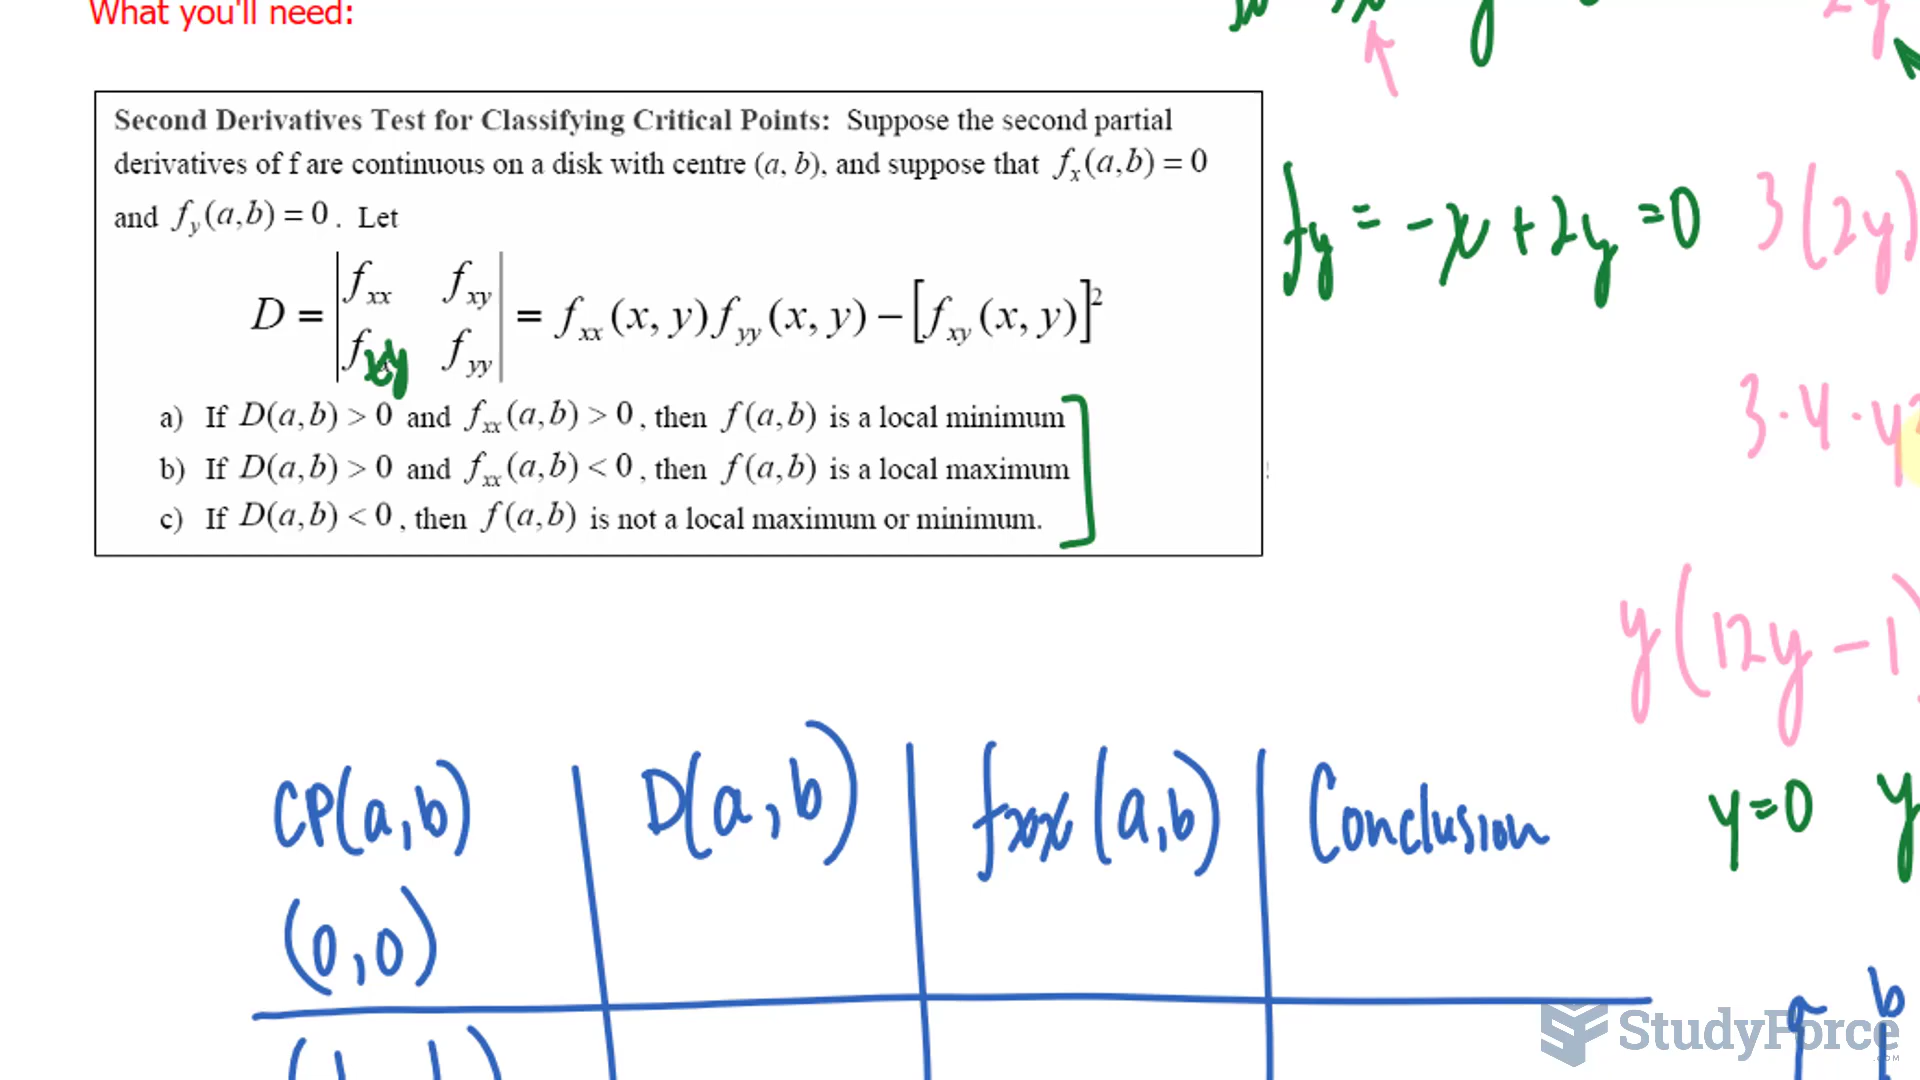 What you'll need:
Second Derivatives Test for Classifying Critical Points: Suppose the second partial
derivatives of f are continuous on a disk with centre (a, b), and suppose that f_x(a,b) = 0
and f_y(a,b) = 0. Let
D = | f_xx f_xy | = f_xx(x, y) f_yy(x, y) − [f_xy(x, y)]²
| f_xy f_yy |
a) If D(a,b) > 0 and f_xx(a,b) > 0, then f(a,b) is a local minimum
b) If D(a,b) > 0 and f_xx(a,b) < 0, then f(a,b) is a local maximum
c) If D(a,b) < 0, then f(a,b) is not a local maximum or minimum.
fy = -x + 2y = 0
3(2y)
3·4·y²
y(12y - 1)
y=0 y
CP(a,b) D(a,b) fxx(a,b) Conclusion
(0,0)
a b
StudyForce
.COM